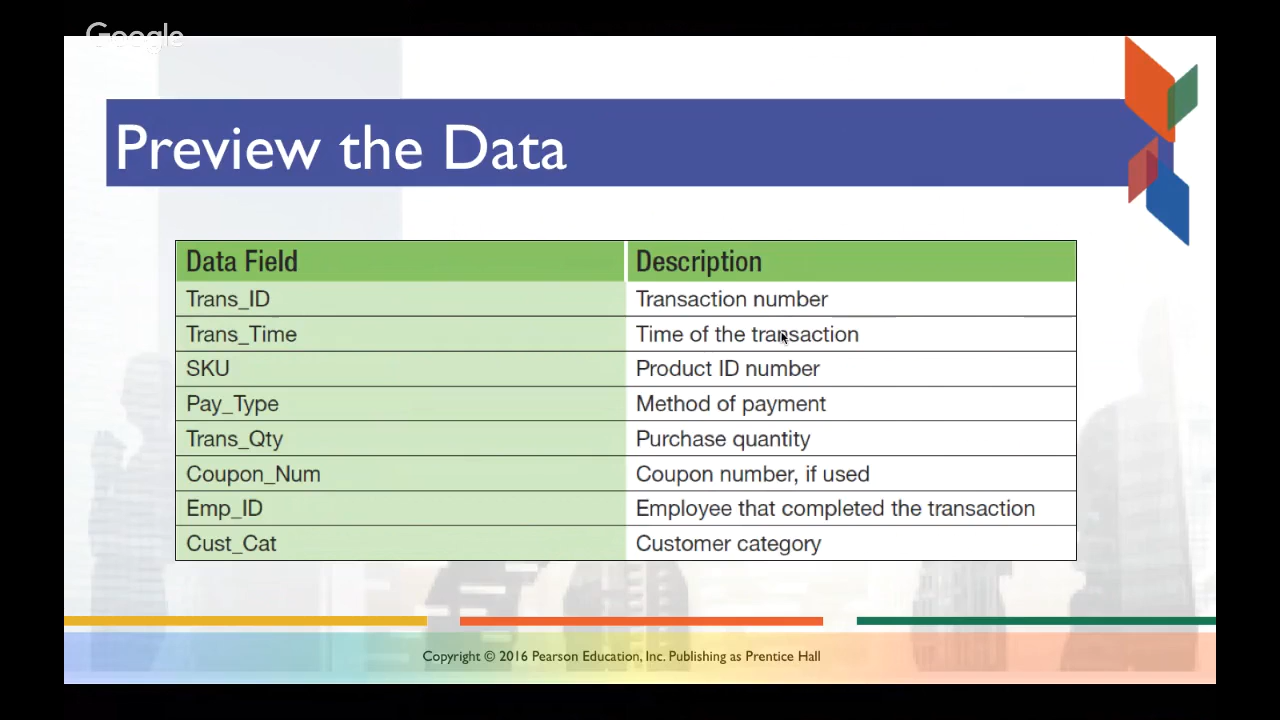 Google
Preview the Data
Data Field Description
Trans_ID Transaction number
Trans_Time Time of the transaction
SKU Product ID number
Pay_Type Method of payment
Trans_Qty Purchase quantity
Coupon_Num Coupon number, if used
Emp_ID Employee that completed the transaction
Cust_Cat Customer category
Copyright © 2016 Pearson Education, Inc. Publishing as Prentice Hall